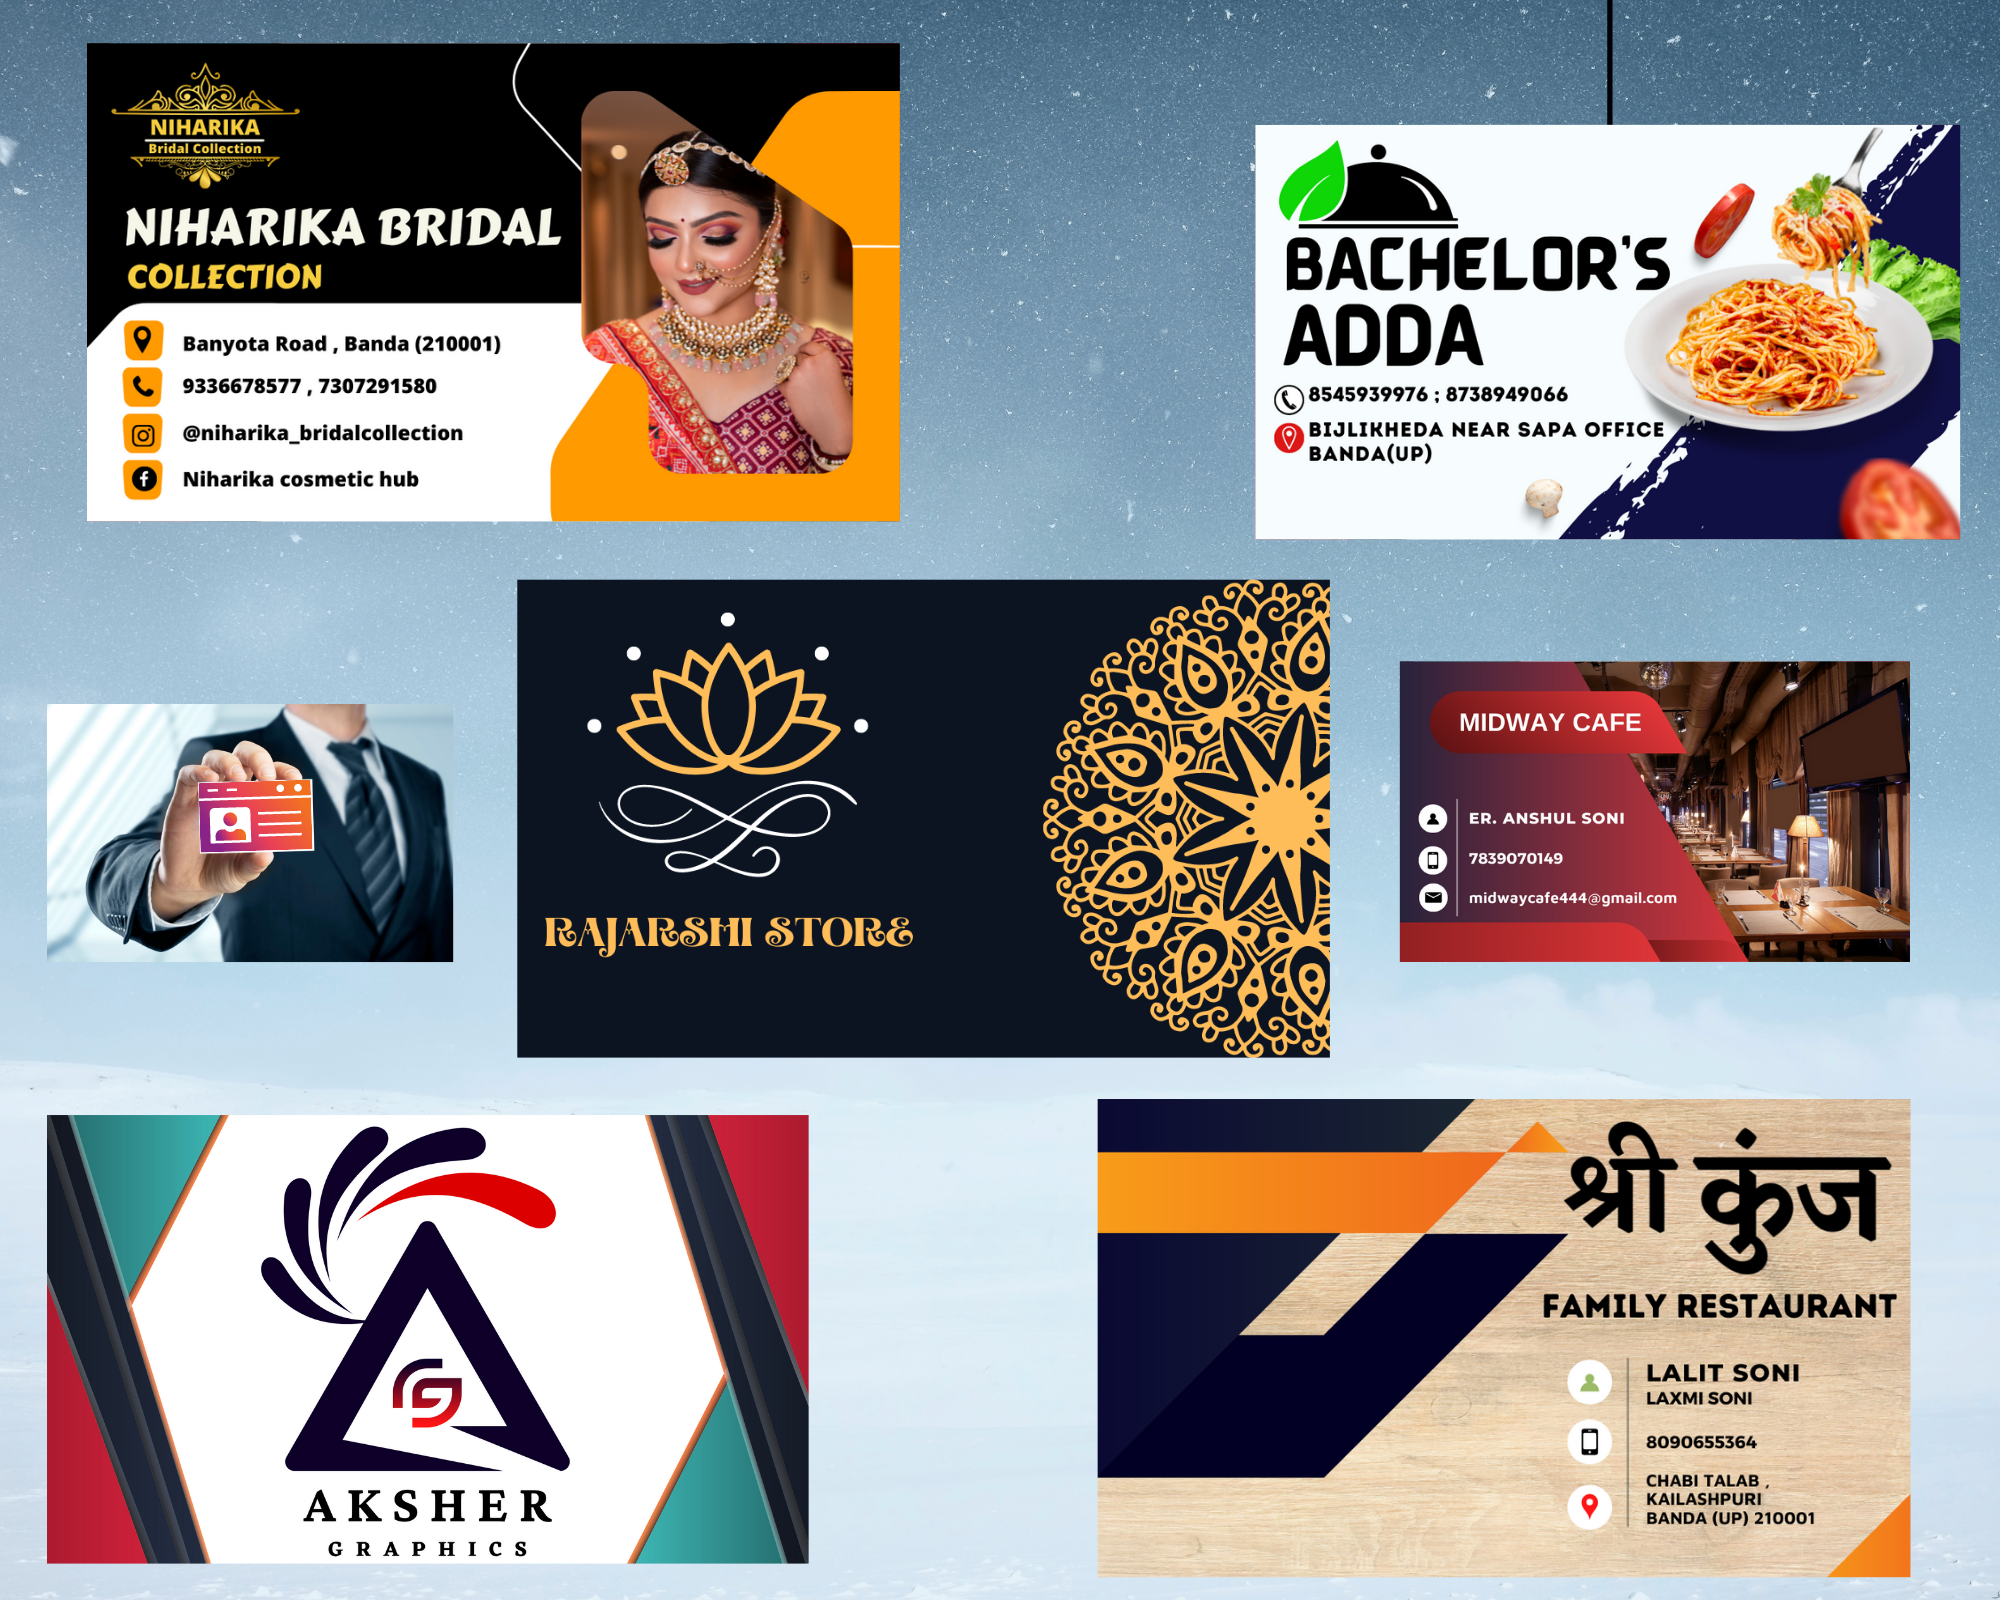 NIHARIKA
Bridal Collection
NIHARIKA BRIDAL
COLLECTION
Banyota Road , Banda (210001)
9336678577 , 7307291580
@niharika_bridalcollection
Niharika cosmetic hub
BACHELOR'S
ADDA
8545939976 ; 8738949066
BIJLIKHEDA NEAR SAPA OFFICE
BANDA(UP)
RAJARSHI STORE
MIDWAY CAFE
ER. ANSHUL SONI
7839070149
midwaycafe444@gmail.com
AKSHER
GRAPHICS
श्री कुंज
FAMILY RESTAURANT
LALIT SONI
LAXMI SONI
8090655364
CHABI TALAB ,
KAILASHPURI
BANDA (UP) 210001